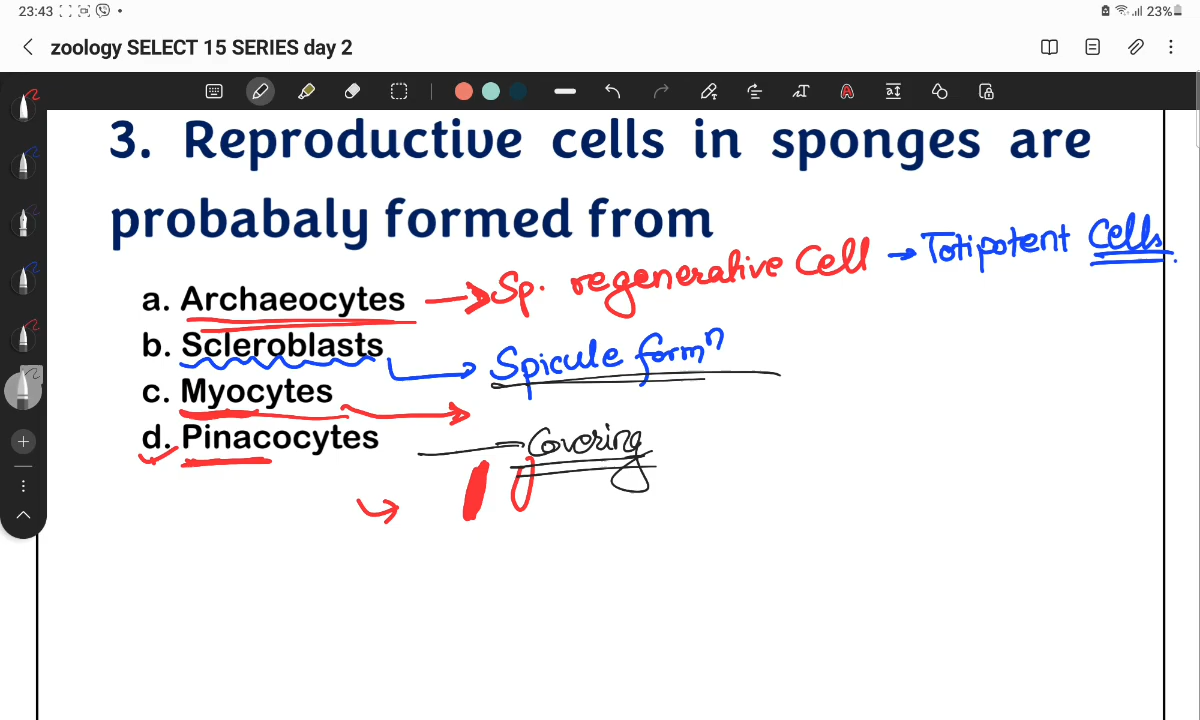 23:43
23%
zoology SELECT 15 SERIES day 2
3. Reproductive cells in sponges are
probabaly formed from
a. Archaeocytes → Sp. regenerative Cell → Totipotent Cells.
b. Scleroblasts → Spicule formⁿ
c. Myocytes
d. Pinacocytes — Covering